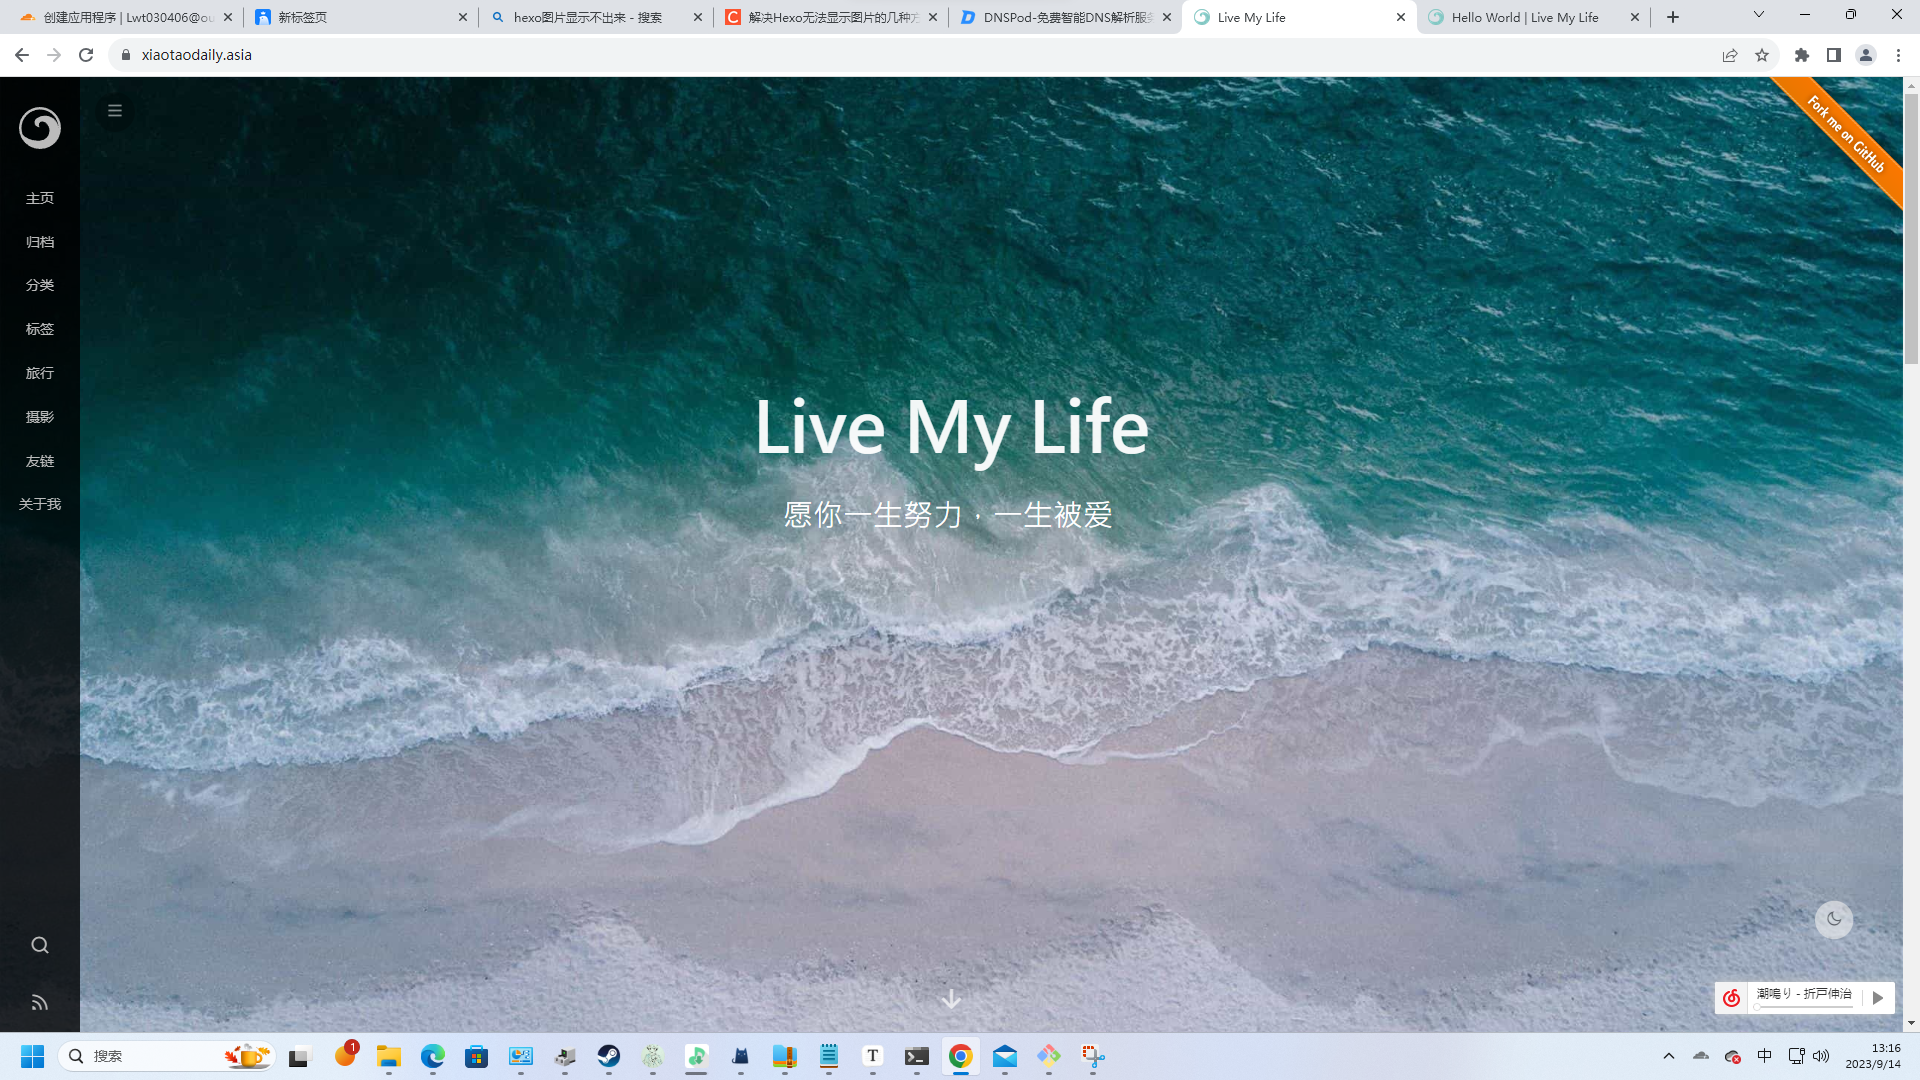 创建应用程序 | Lwt030406@ou
新标签页
hexo图片显示不出来 - 搜索
解决Hexo无法显示图片的几种方
DNSPod-免费智能DNS解析服务
Live My Life
Hello World | Live My Life
xiaotaodaily.asia
Fork me on GitHub
主页
归档
分类
标签
旅行
摄影
友链
关于我
Live My Life
愿你一生努力，一生被爱
潮鳴り - 折戸伸治
搜索
1
T
中
13:16
2023/9/14